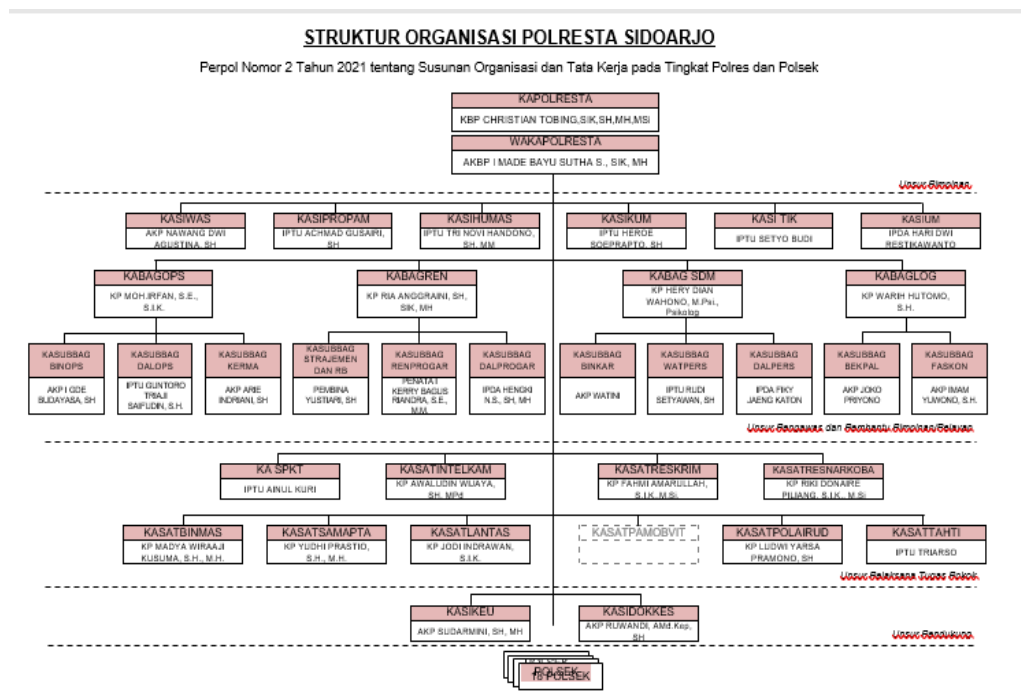 STRUKTUR ORGANISASI POLRESTA SIDOARJO
Perpol Nomor 2 Tahun 2021 tentang Susunan Organisasi dan Tata Kerja pada Tingkat Polres dan Polsek
KAPOLRESTA
KBP CHRISTIAN TOBING,SIK,SH,MH,MSi
WAKAPOLRESTA
AKBP I MADE BAYU SUTHA S., SIK, MH
Unsur Pimpinan
KASIWAS
AKP NAWANG DWI
AGUSTINA, SH
KASIPROPAM
IPTU ACHMAD GUSAIRI,
SH
KASIHUMAS
IPTU TRI NOVI HANDONO,
SH, MM
KASIKUM
IPTU HEROE
SOEPRAPTO, SH
KASI TIK
IPTU SETYO BUDI
KASIUM
IPDA HARI DWI
RESTIKAWANTO
KABAGOPS
KP MOH.IRFAN, S.E.,
S.I.K.
KABAGREN
KP RIA ANGGRAINI, SH,
SIK, MH
KABAG SDM
KP HERY DIAN
WAHONO, M.Psi.,
Psikolog
KABAGLOG
KP WARIH HUTOMO,
S.H.
KASUBBAG
BINOPS
AKP I GDE
BUDAYASA, SH
KASUBBAG
DALOPS
IPTU GUNTORO
TRIAJI
SAIFUDIN, S.H.
KASUBBAG
KERMA
AKP ARIE
INDRIANI, SH
KASUBBAG
STRAJEMEN
DAN RB
PEMBINA
YUSTIARI, SH
KASUBBAG
RENPROGAR
PENATA I
KERRY BAGUS
RIANDRA, S.E.,
M.M.
KASUBBAG
DALPROGAR
IPDA HENGKI
N.S., SH, MH
KASUBBAG
BINKAR
AKP WATINI
KASUBBAG
WATPERS
IPTU RUDI
SETYAWAN, SH
KASUBBAG
DALPERS
IPDA FIKY
JAENG KATON
KASUBBAG
BEKPAL
AKP JOKO
PRIYONO
KASUBBAG
FASKON
AKP IMAM
YUWONO, S.H.
Unsur Pengawas dan Pembantu Pimpinan/Pelayan
KA SPKT
IPTU AINUL KURI
KASATINTELKAM
KP AWALUDIN WIJAYA,
SH, MPd
KASATRESKRIM
KP FAHMI AMARULLAH,
S.I.K.,M.Si.
KASATRESNARKOBA
KP RIKI DONAIRE
PILIANG, S.I.K., M.Si
KASATBINMAS
KP MADYA WIRAAJI
KUSUMA, S.H., M.H.
KASATSAMAPTA
KP YUDHI PRASTIO,
S.H., M.H.
KASATLANTAS
KP JODI INDRAWAN,
S.I.K.
KASATPAMOBVIT
KASATPOLAIRUD
KP LUDWI YARSA
PRAMONO, SH
KASATTAHTI
IPTU TRIARSO
Unsur Pelaksana Tugas Pokok
KASIKEU
AKP SUDARMINI, SH, MH
KASIDOKKES
AKP RUWANDI, AMd.Kep,
SH
Unsur Pendukung
POLSEK
POLSEK
18 POLSEK